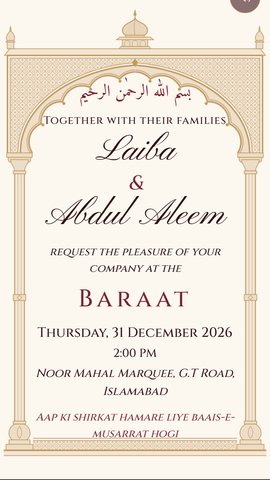 بسم الله الرحمن الرحيم
Together with their families
Laiba
&
Abdul Aleem
request the pleasure of your
company at the
Baraat
Thursday, 31 December 2026
2:00 PM
Noor Mahal Marquee, G.T Road,
Islamabad
Aap ki shirkat hamare liye baais-e-
musarrat hogi